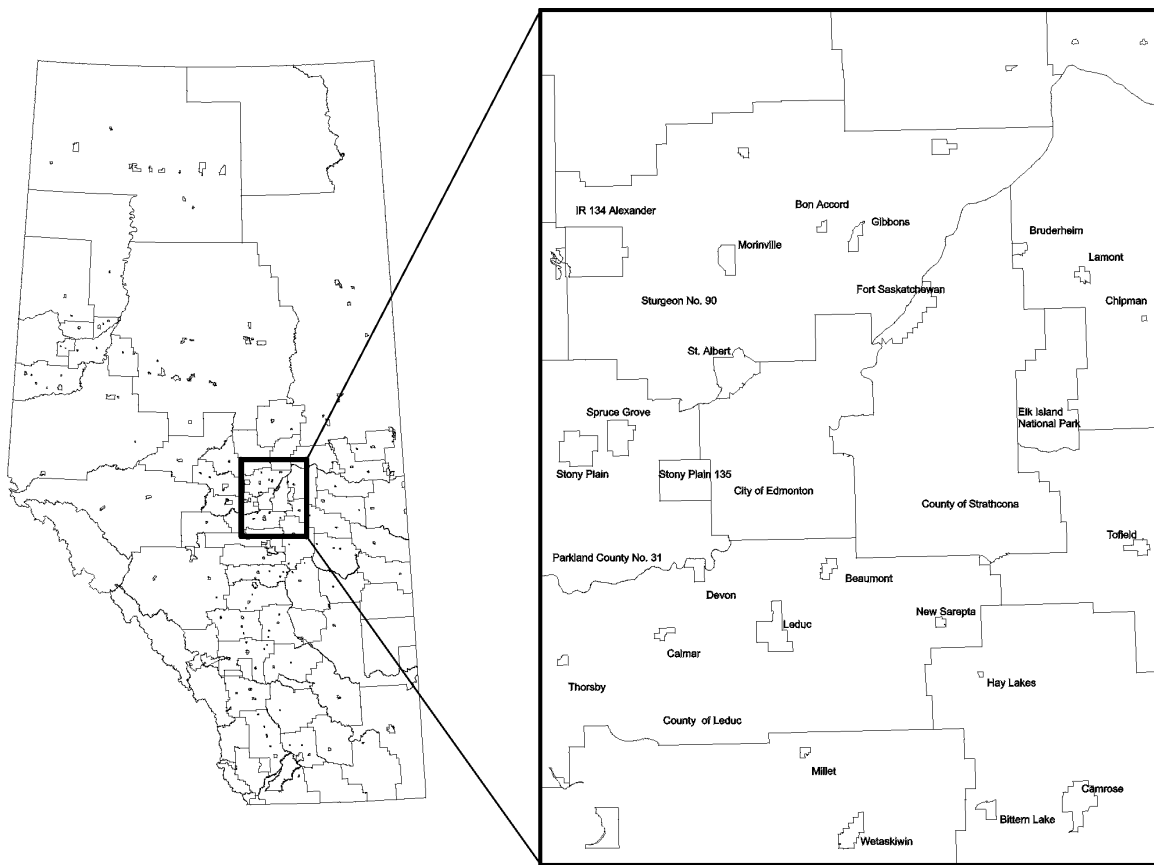 IR 134 Alexander
Bon Accord
Gibbons
Bruderheim
Morinville
Lamont
Fort Saskatchewan
Sturgeon No. 90
Chipman
St. Albert
Spruce Grove
Elk Island
National Park
Stony Plain
Stony Plain 135
City of Edmonton
County of Strathcona
Tofield
Parkland County No. 31
Beaumont
Devon
New Sarepta
Leduc
Calmar
Hay Lakes
Thorsby
County of Leduc
Millet
Camrose
Bittern Lake
Wetaskiwin